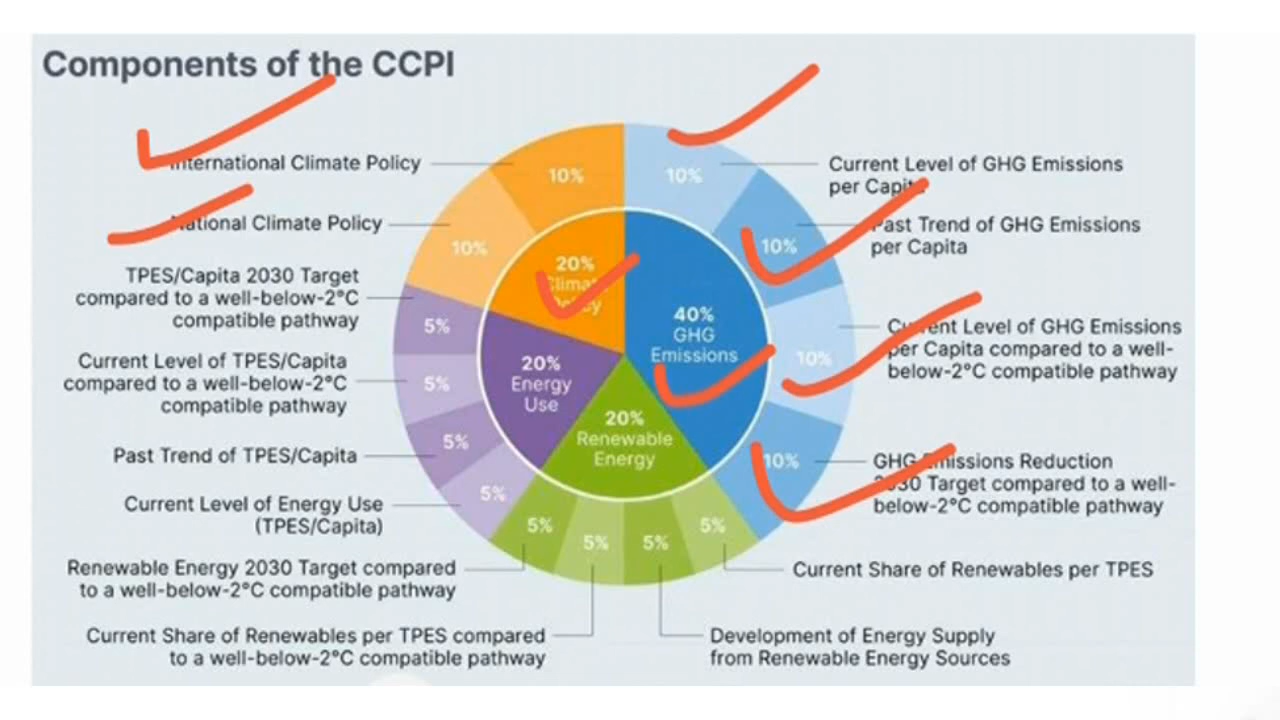 Components of the CCPI
International Climate Policy
National Climate Policy
TPES/Capita 2030 Target
compared to a well-below-2°C
compatible pathway
Current Level of TPES/Capita
compared to a well-below-2°C
compatible pathway
Past Trend of TPES/Capita
Current Level of Energy Use
(TPES/Capita)
Renewable Energy 2030 Target compared
to a well-below-2°C compatible pathway
Current Share of Renewables per TPES compared
to a well-below-2°C compatible pathway
10%
10%
5%
5%
5%
5%
5%
5%
5%
5%
10%
10%
10%
10%
20%
Climate
Policy
40%
GHG
Emissions
20%
Energy
Use
20%
Renewable
Energy
Current Level of GHG Emissions
per Capita
Past Trend of GHG Emissions
per Capita
Current Level of GHG Emissions
per Capita compared to a well-
below-2°C compatible pathway
GHG Emissions Reduction
2030 Target compared to a well-
below-2°C compatible pathway
Current Share of Renewables per TPES
Development of Energy Supply
from Renewable Energy Sources